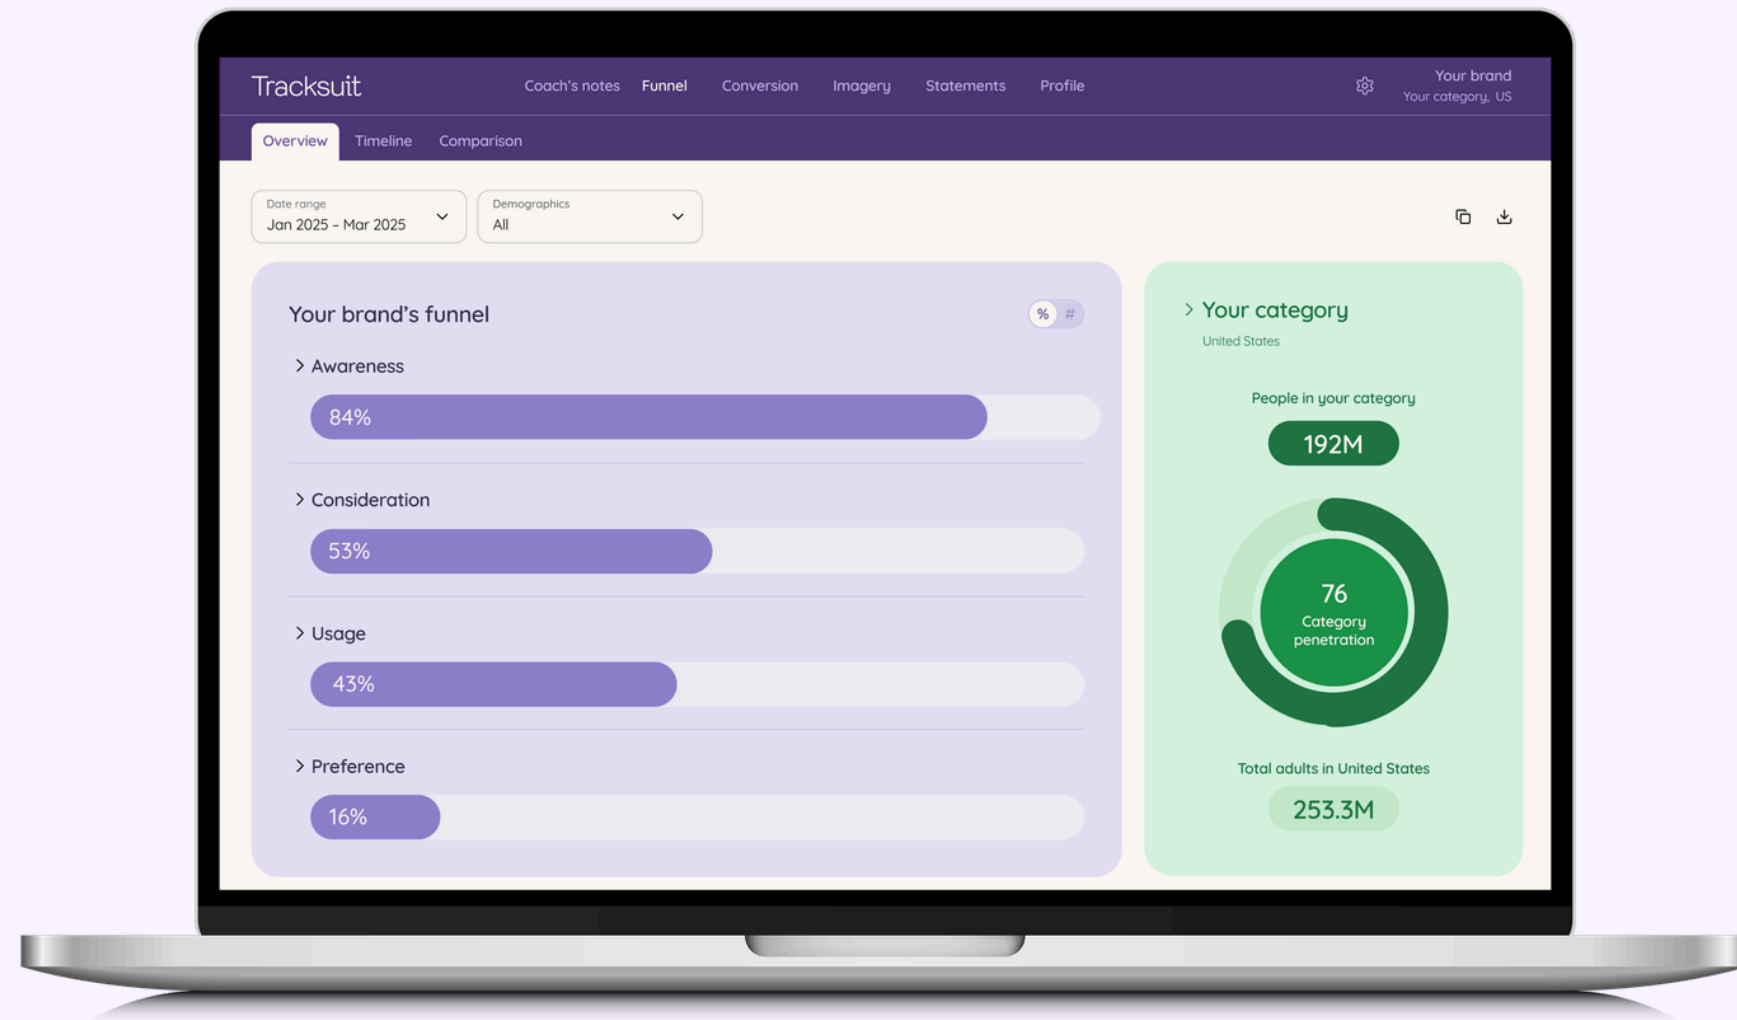 Tracksuit
Coach's notes Funnel Conversion Imagery Statements Profile
Your brand
Your category, US
Overview Timeline Comparison
Date range
Jan 2025 – Mar 2025
Demographics
All
Your brand's funnel
% #
Awareness
84%
Consideration
53%
Usage
43%
Preference
16%
Your category
United States
People in your category
192M
76
Category
penetration
Total adults in United States
253.3M